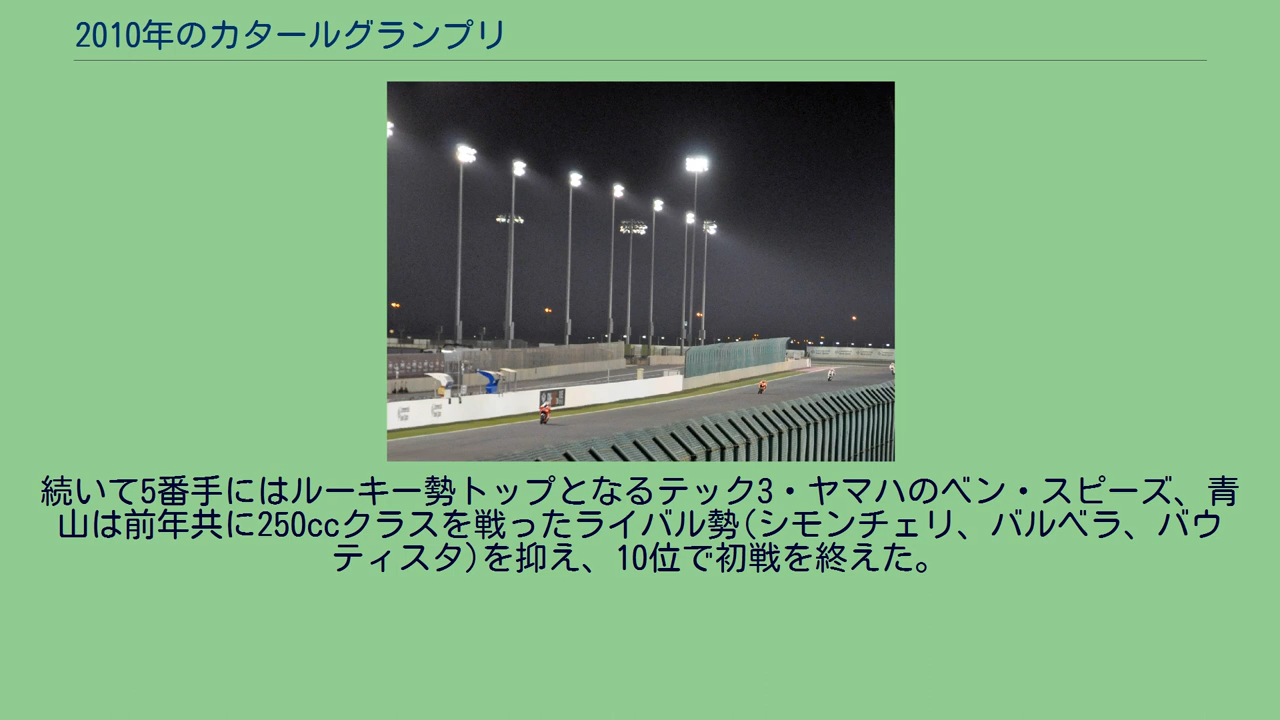 2010年のカタールグランプリ
続いて5番手にはルーキー勢トップとなるテック3・ヤマハのベン・スピーズ、青
山は前年共に250ccクラスを戦ったライバル勢(シモンチェリ、バルベラ、バウ
ティスタ)を抑え、10位で初戦を終えた。